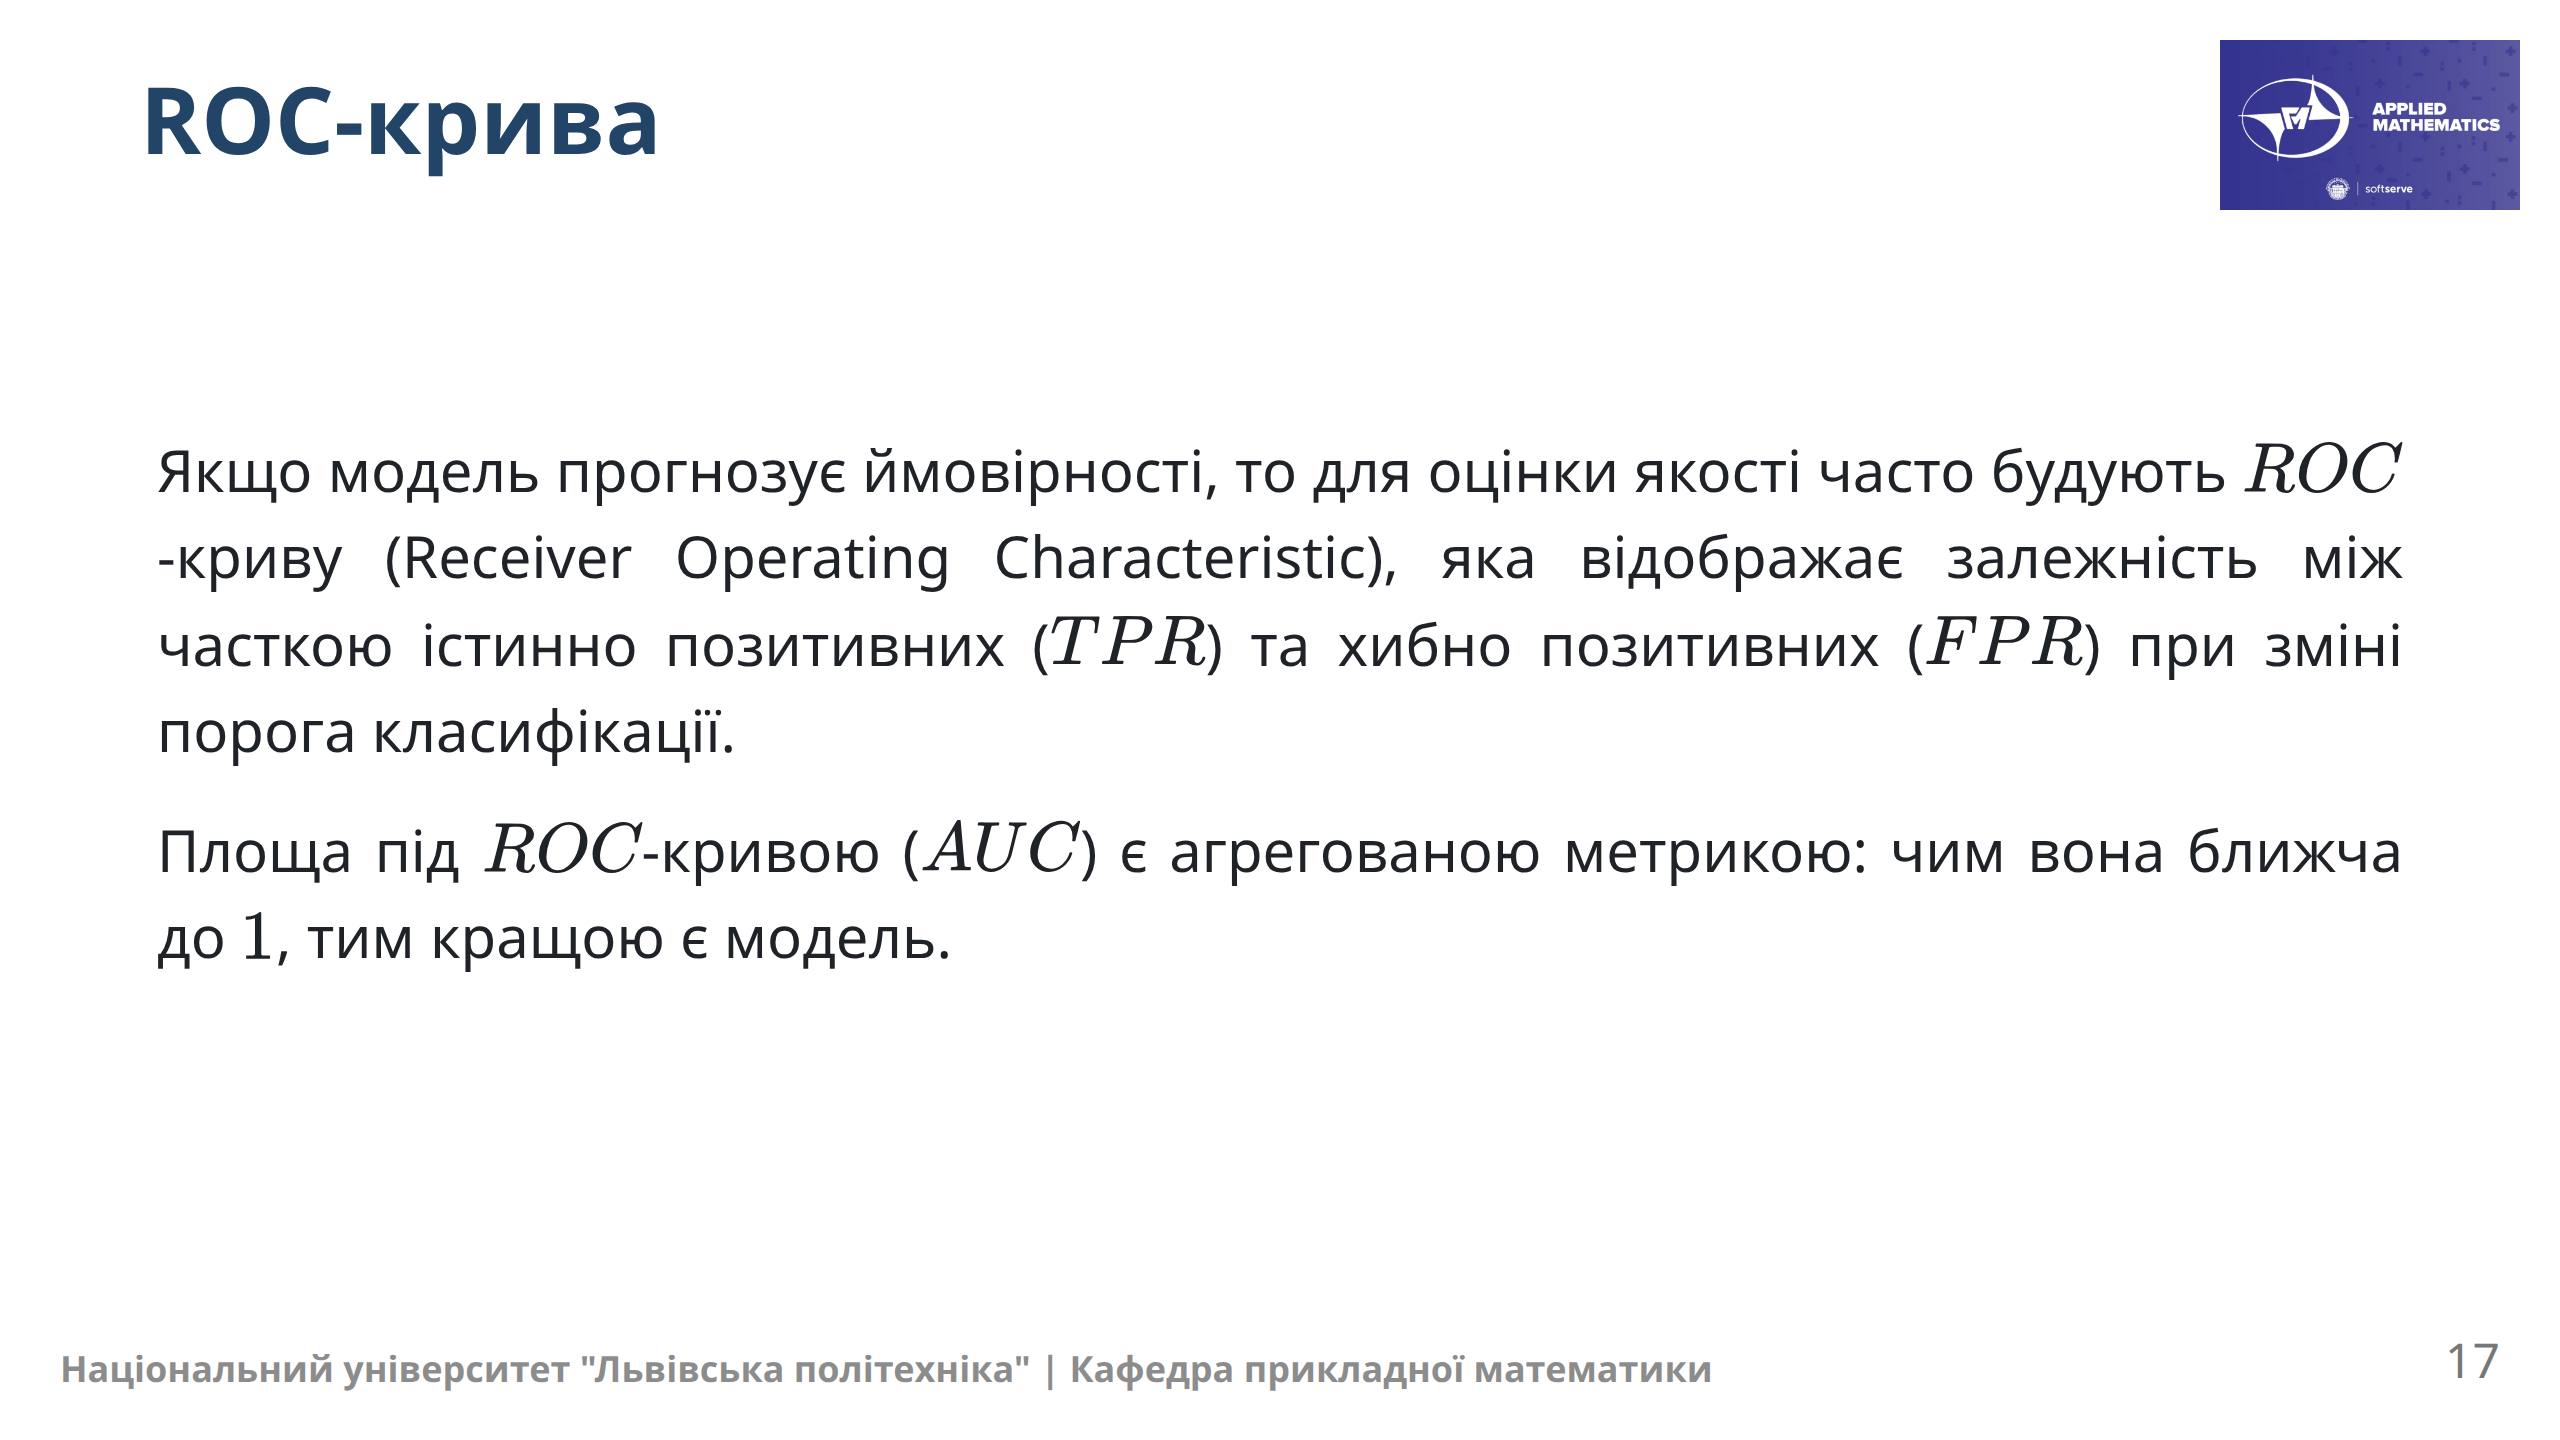 ROC-крива
APPLIED
MATHEMATICS
softserve
Якщо модель прогнозує ймовірності, то для оцінки якості часто будують ROC
-криву (Receiver Operating Characteristic), яка відображає залежність між
часткою істинно позитивних (TPR) та хибно позитивних (FPR) при зміні
порога класифікації.
Площа під ROC-кривою (AUC) є агрегованою метрикою: чим вона ближча
до 1, тим кращою є модель.
Національний університет "Львівська політехніка" | Кафедра прикладної математики
17